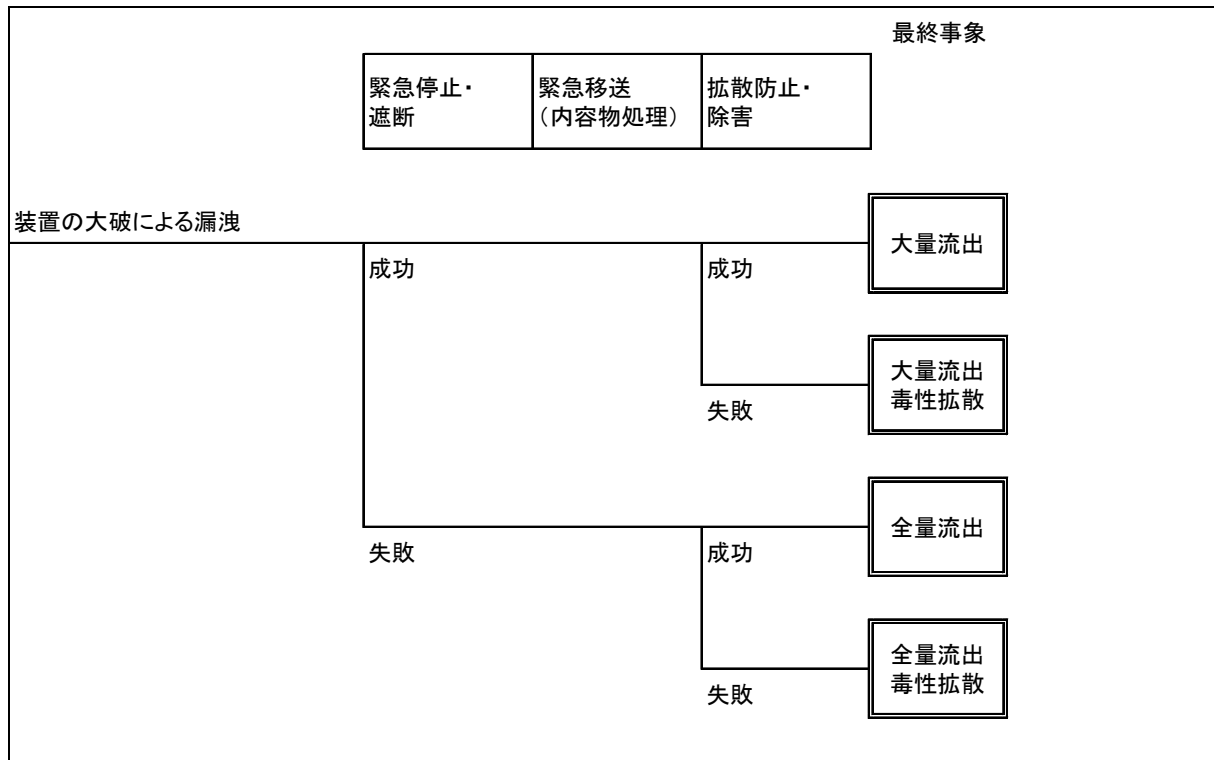 最終事象
緊急停止・
遮断
緊急移送
（内容物処理）
拡散防止・
除害
装置の大破による漏洩
大量流出
成功
成功
大量流出
毒性拡散
失敗
全量流出
失敗
成功
全量流出
毒性拡散
失敗